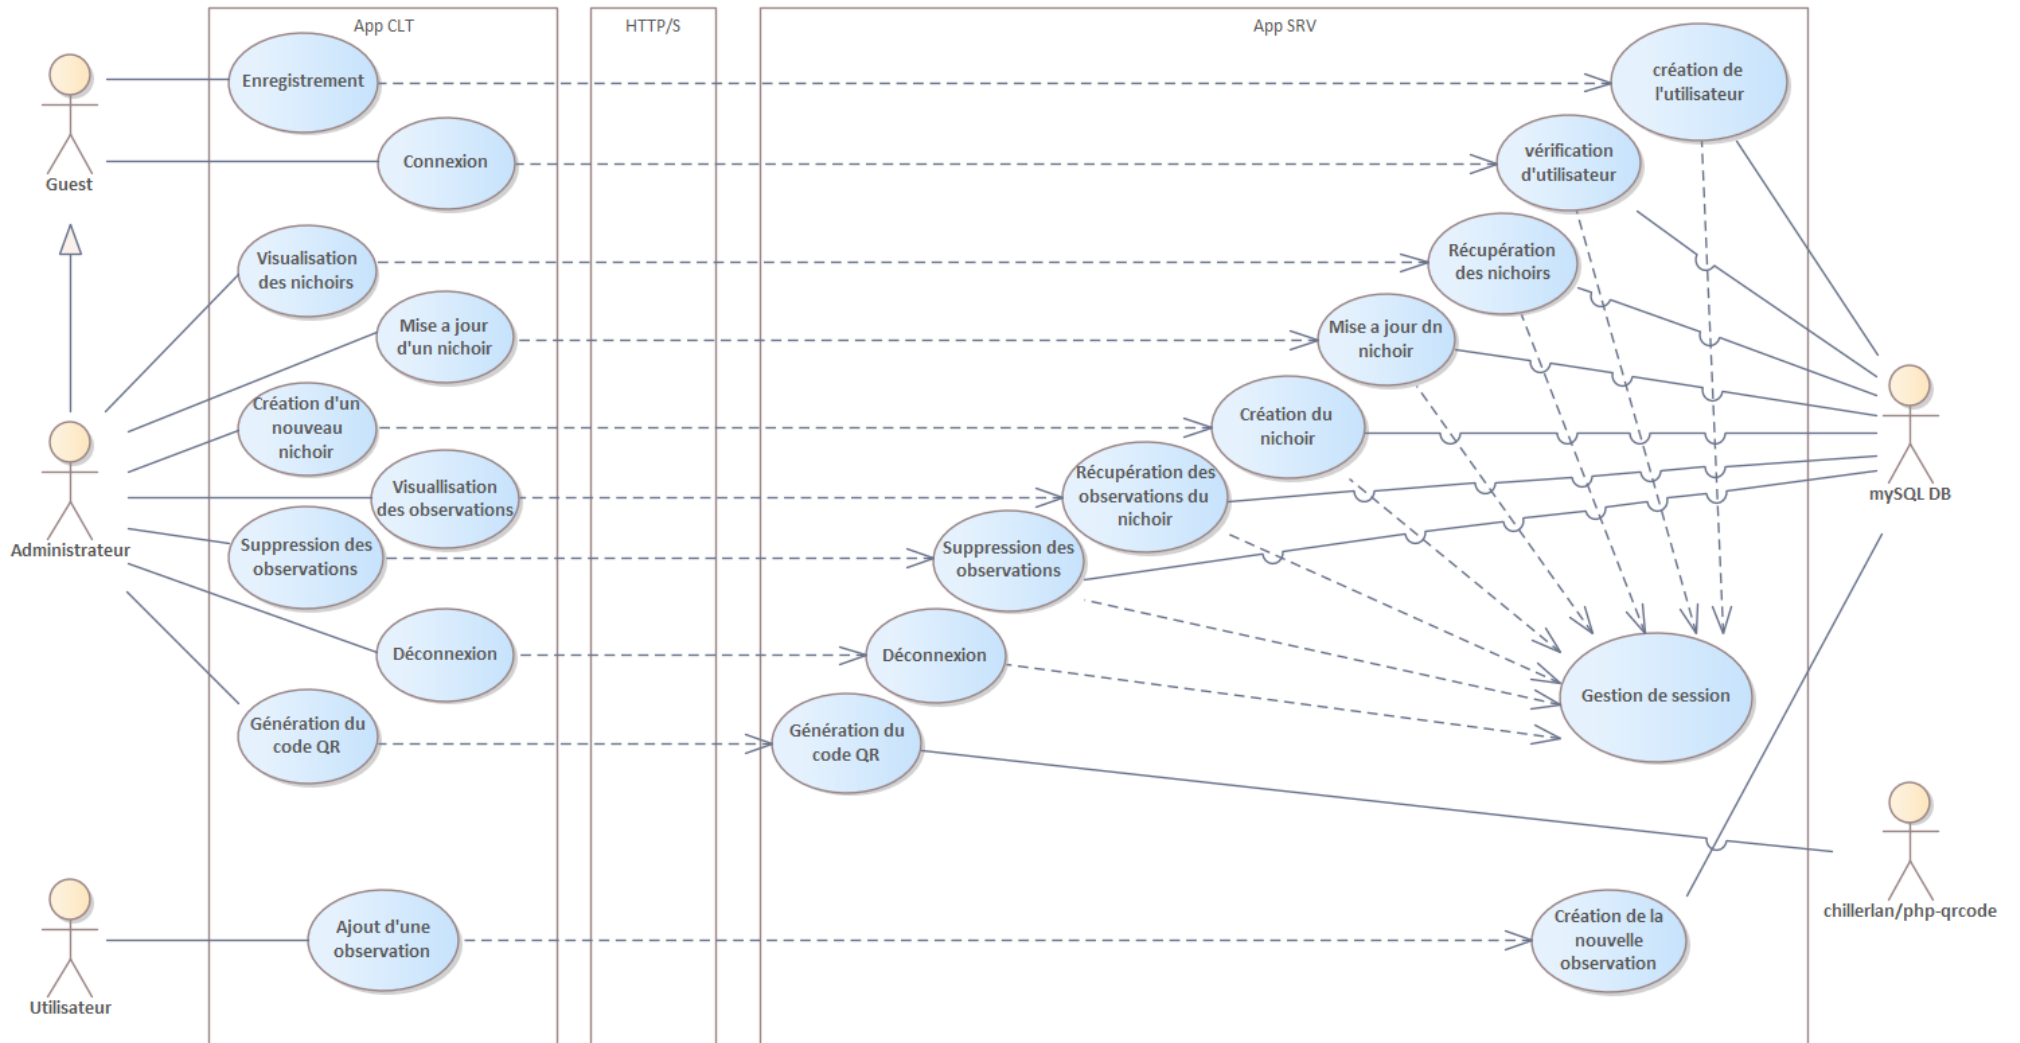 App CLT
HTTP/S
App SRV
Enregistrement
création de
l'utilisateur
Guest
Connexion
vérification
d'utilisateur
Visualisation
des nichoirs
Récupération
des nichoirs
Mise a jour
d'un nichoir
Mise a jour dn
nichoir
Création d'un
nouveau
nichoir
Création du
nichoir
Administrateur
Visuallisation
des observations
Récupération des
observations du
nichoir
mySQL DB
Suppression des
observations
Suppression des
observations
Déconnexion
Déconnexion
Gestion de session
Génération du
code QR
Génération du
code QR
chillerlan/php-qrcode
Utilisateur
Ajout d'une
observation
Création de la
nouvelle
observation